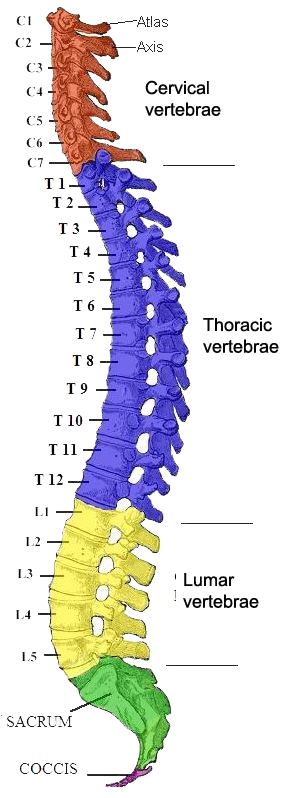 C1
Atlas
C2
Axis
C3
C4
Cervical
vertebrae
C5
C6
C7
T 1
T 2
T 3
T 4
T 5
T 6
T 7
Thoracic
vertebrae
T 8
T 9
T 10
T 11
T 12
L1
L2
L3
Lumar
vertebrae
L4
L5
SACRUM
COCCIS